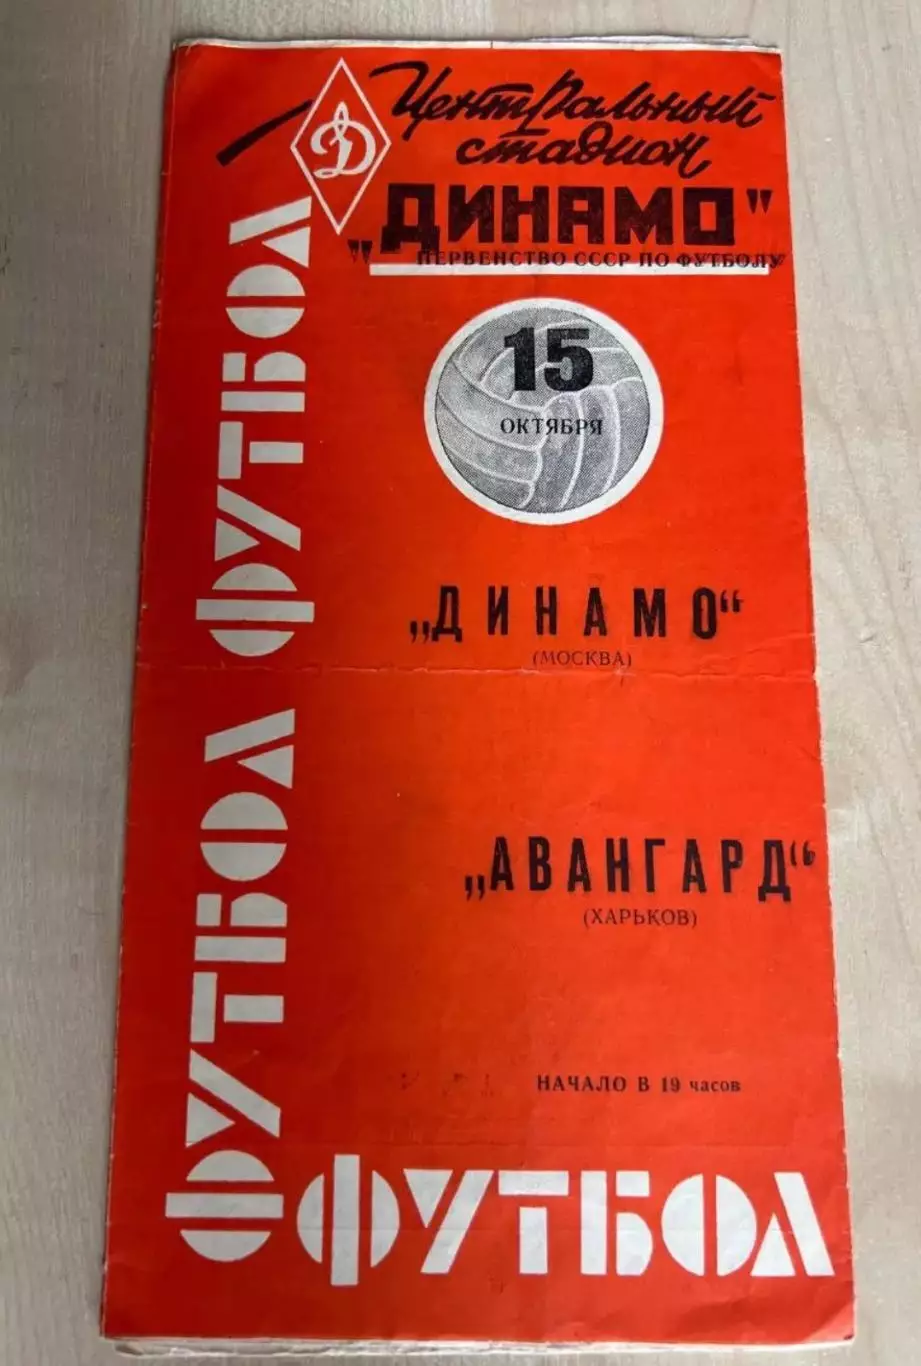 Д
Центральный
стадион
"ДИНАМО"
ПЕРВЕНСТВО СССР ПО ФУТБОЛУ
15
ОКТЯБРЯ
„ДИНАМО“
(МОСКВА)
„АВАНГАРД“
(ХАРЬКОВ)
НАЧАЛО В 19 часов
ФУТБОЛ
ФУТБОЛ
ФУТБОЛ